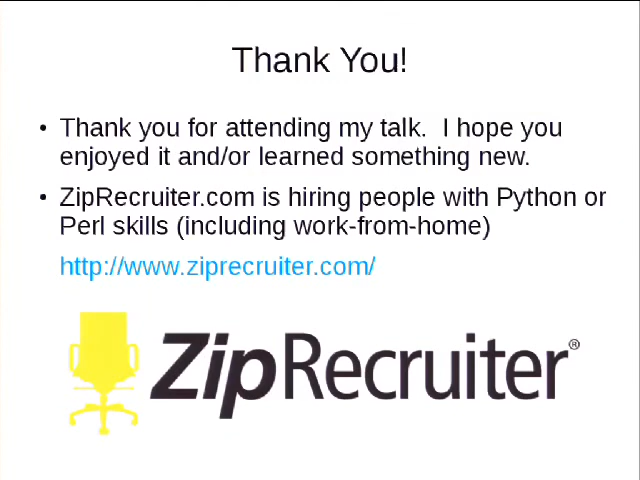 Thank You!
• Thank you for attending my talk.  I hope you
enjoyed it and/or learned something new.
• ZipRecruiter.com is hiring people with Python or
Perl skills (including work-from-home)
http://www.ziprecruiter.com/
ZipRecruiter®